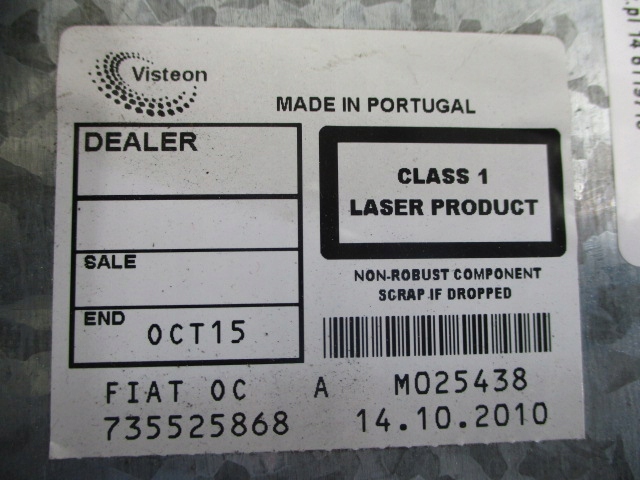 Visteon
MADE IN PORTUGAL
DEALER
CLASS 1
LASER PRODUCT
SALE
NON-ROBUST COMPONENT
SCRAP IF DROPPED
END
OCT15
FIAT OC A M025438
735525868 14.10.2010